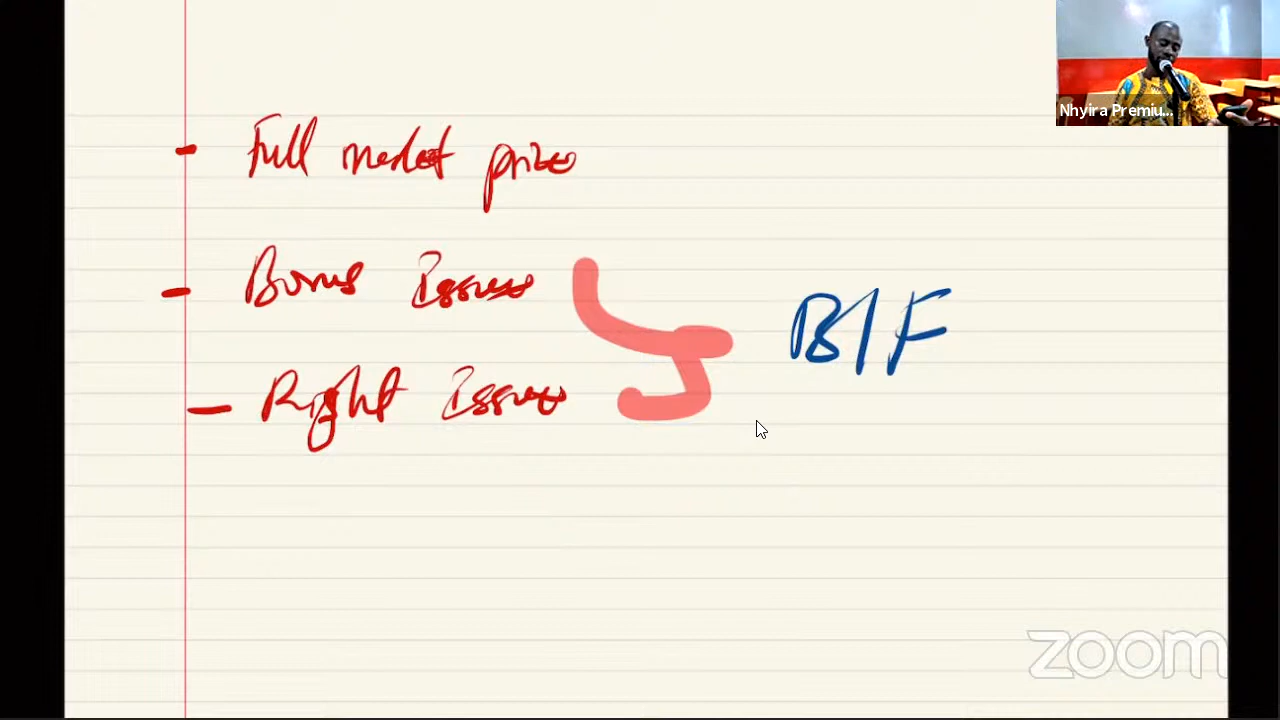 Nhyira Premiu...
- Full market price
- Bonus Issue
- Right Issue
B/F
zoom